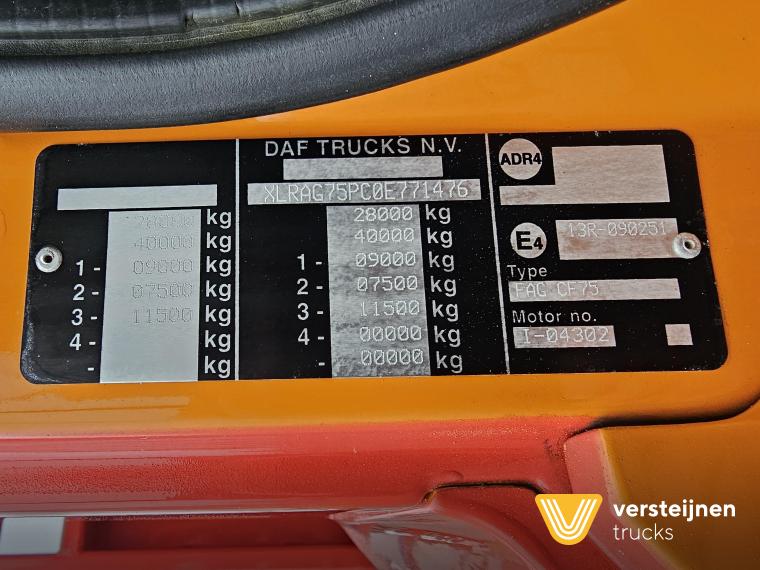 DAF TRUCKS N.V.
XLRAG75PC0E771476
28000 kg
40000 kg
1 - 09000 kg
2 - 07500 kg
3 - 11500 kg
4 - kg
- kg
28000 kg
40000 kg
1 - 09000 kg
2 - 07500 kg
3 - 11500 kg
4 - 00000 kg
- 00000 kg
ADR4
E4 13R-090251
Type
FAG CF75
Motor no.
I-04302
versteijnen
trucks